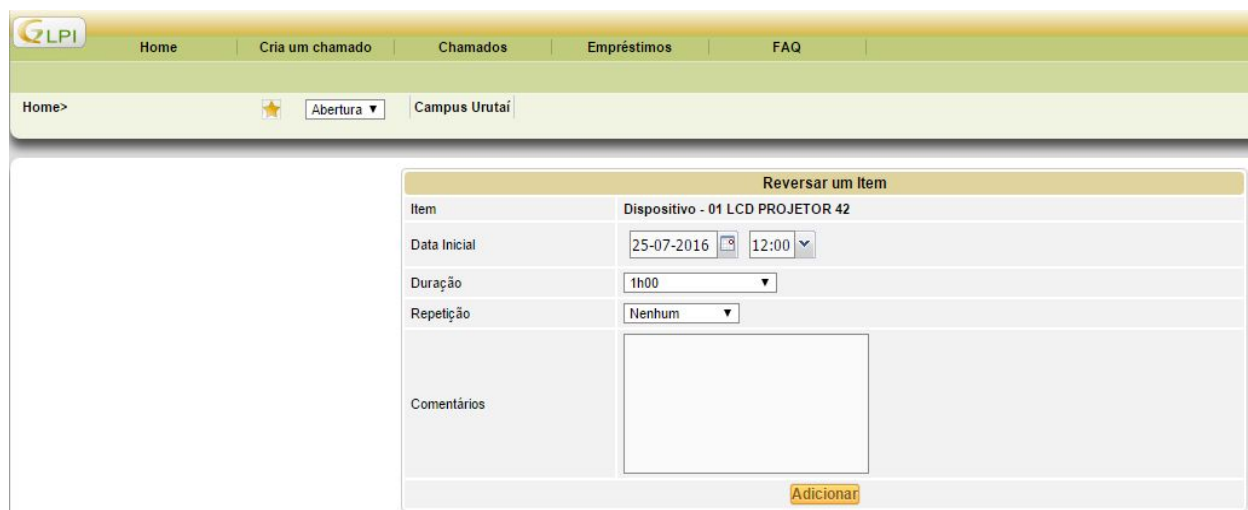 GLPI
Home Cria um chamado Chamados Empréstimos FAQ
Home> Abertura Campus Urutaí
Reversar um Item
Item Dispositivo - 01 LCD PROJETOR 42
Data Inicial 25-07-2016 12:00
Duração 1h00
Repetição Nenhum
Comentários
Adicionar